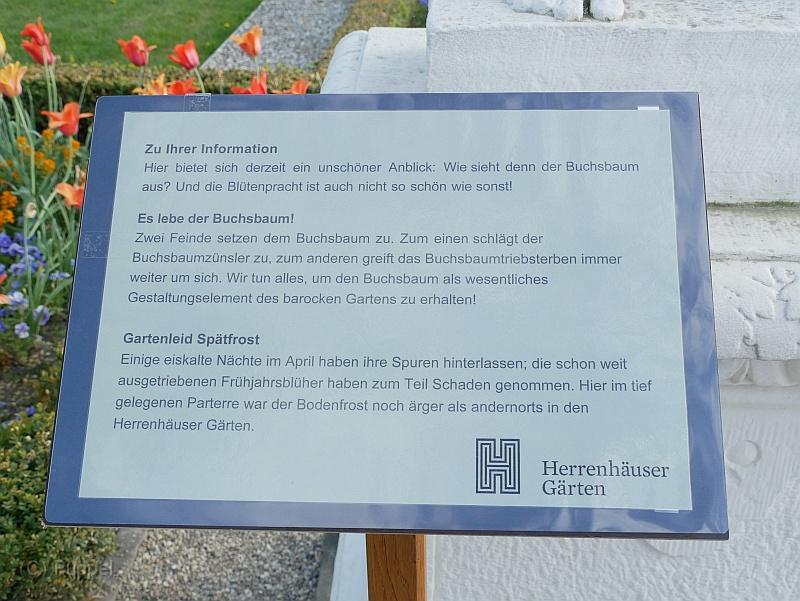 Zu Ihrer Information
Hier bietet sich derzeit ein unschöner Anblick: Wie sieht denn der Buchsbaum
aus? Und die Blütenpracht ist auch nicht so schön wie sonst!
Es lebe der Buchsbaum!
Zwei Feinde setzen dem Buchsbaum zu. Zum einen schlägt der
Buchsbaumzünsler zu, zum anderen greift das Buchsbaumtriebsterben immer
weiter um sich. Wir tun alles, um den Buchsbaum als wesentliches
Gestaltungselement des barocken Gartens zu erhalten!
Gartenleid Spätfrost
Einige eiskalte Nächte im April haben ihre Spuren hinterlassen; die schon weit
ausgetriebenen Frühjahrsblüher haben zum Teil Schaden genommen. Hier im tief
gelegenen Parterre war der Bodenfrost noch ärger als andernorts in den
Herrenhäuser Gärten.
H
Herrenhäuser
Gärten